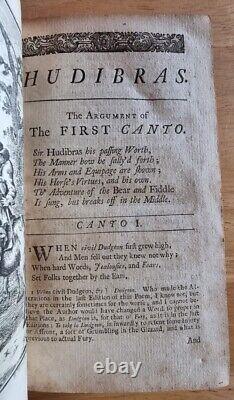 HUDIBRAS.
The ARGUMENT of
The FIRST CANTO.
Sir Hudibras his passing Worth,
The Manner how he sally'd forth;
His Arms and Equipage are shown;
His Horse's Virtues, and his own.
Th' Adventure of the Bear and Fiddle
Is sung, but breaks off in the Middle.
CANTO I.
WHEN civil Dudgeon first grew high,
And Men fell out they knew not why;
When hard Words, Jealousies, and Fears,
Set Folks together by the Ears,
When civil Dudgeon, &c. Dudgeon. Who made the Al-
terations in the last Edition of this Poem, I know not, but
they are certainly sometimes for the worse; and I cannot
believe the Author would have changed a Word so proper in
that Place, as Dudgeon is, for that of Fury, as it is in the last
Editions: To take in Dudgeon, is inwardly to resent some Injury
or Affront, a sort of Grumbling in the Gizzard, and what is
previous to actual Fury.
And
ebay